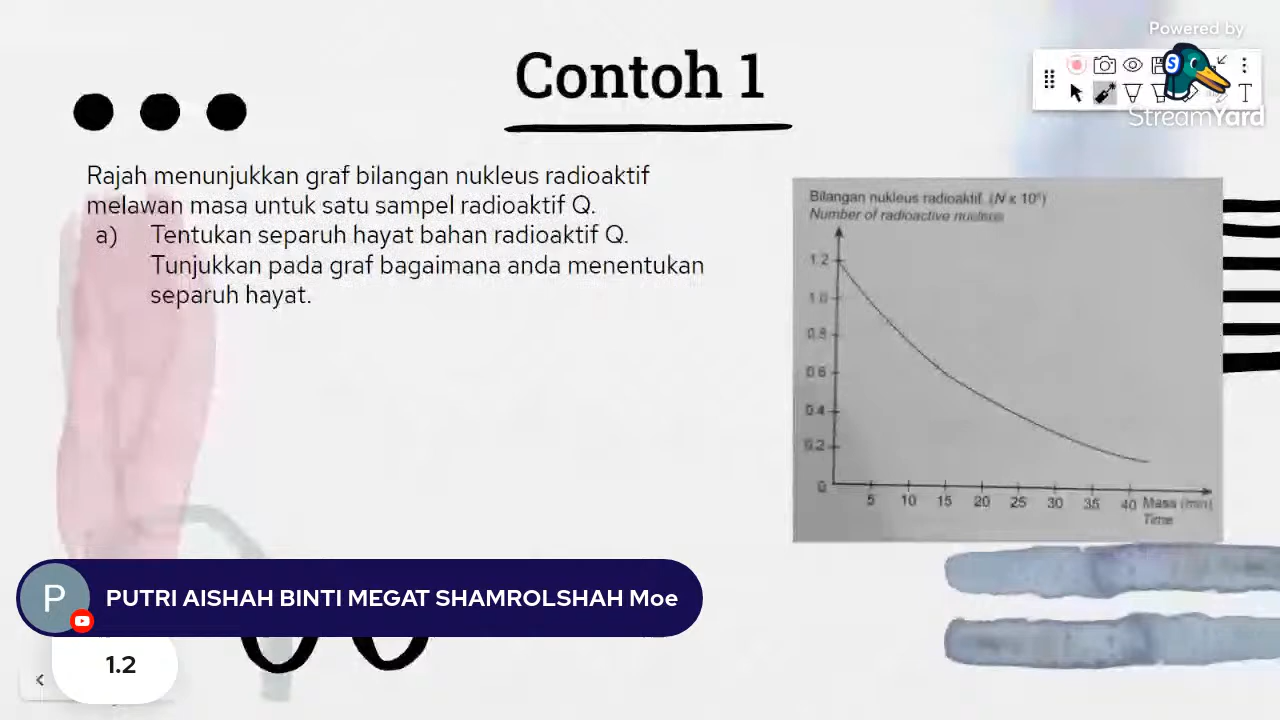 Powered by
StreamYard
Contoh 1
Rajah menunjukkan graf bilangan nukleus radioaktif
melawan masa untuk satu sampel radioaktif Q.
a) Tentukan separuh hayat bahan radioaktif Q.
Tunjukkan pada graf bagaimana anda menentukan
separuh hayat.
Bilangan nukleus radioaktif
Number of radioactive nucleus
1.2
1.0
0.8
0.6
0.4
0.2
0
5 10 15 20 25 30 35 40 Masa (min)
Time
P PUTRI AISHAH BINTI MEGAT SHAMROLSHAH Moe
1.2